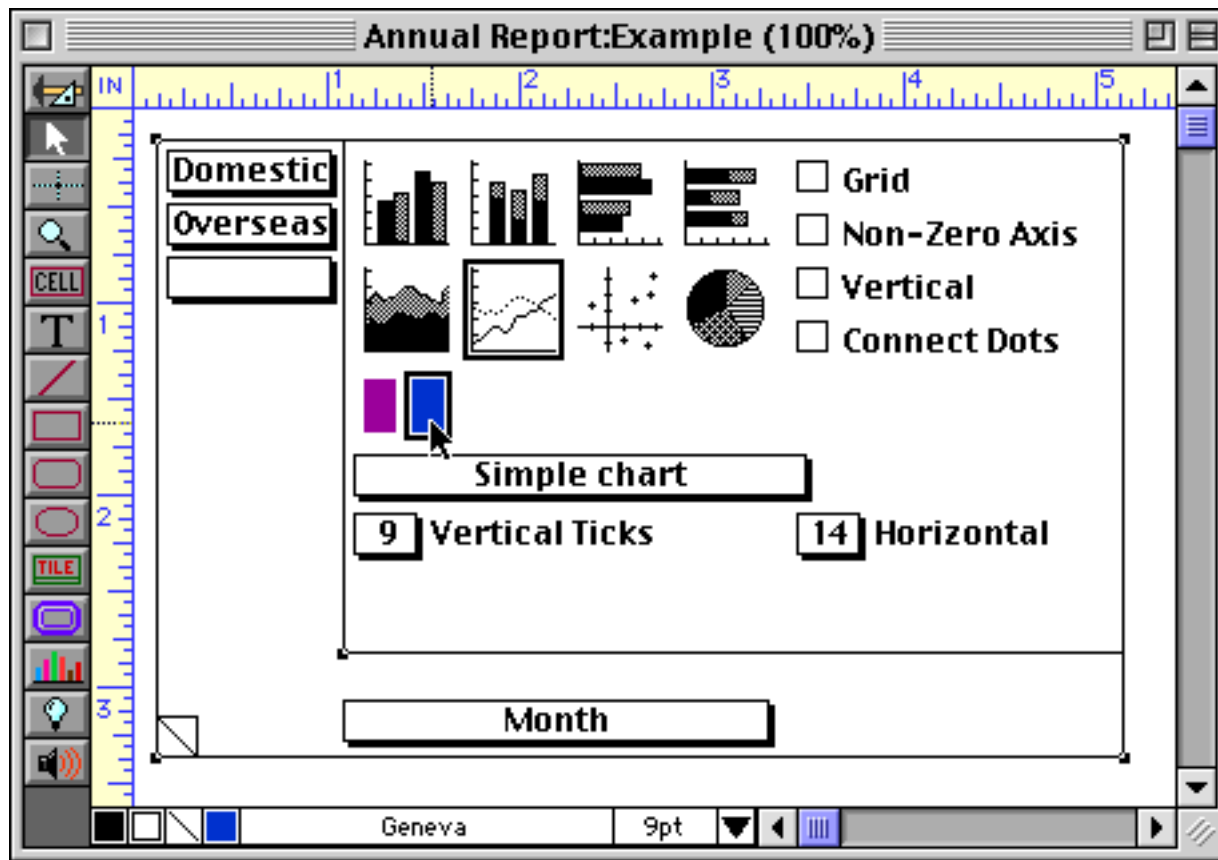 Annual Report:Example (100%)
IN 1 2 3 4 5
Domestic
Grid
Overseas
Non-Zero Axis
CELL
Vertical
T
1
Connect Dots
Simple chart
2
9 Vertical Ticks
14 Horizontal
TILE
3
Month
Geneva 9pt